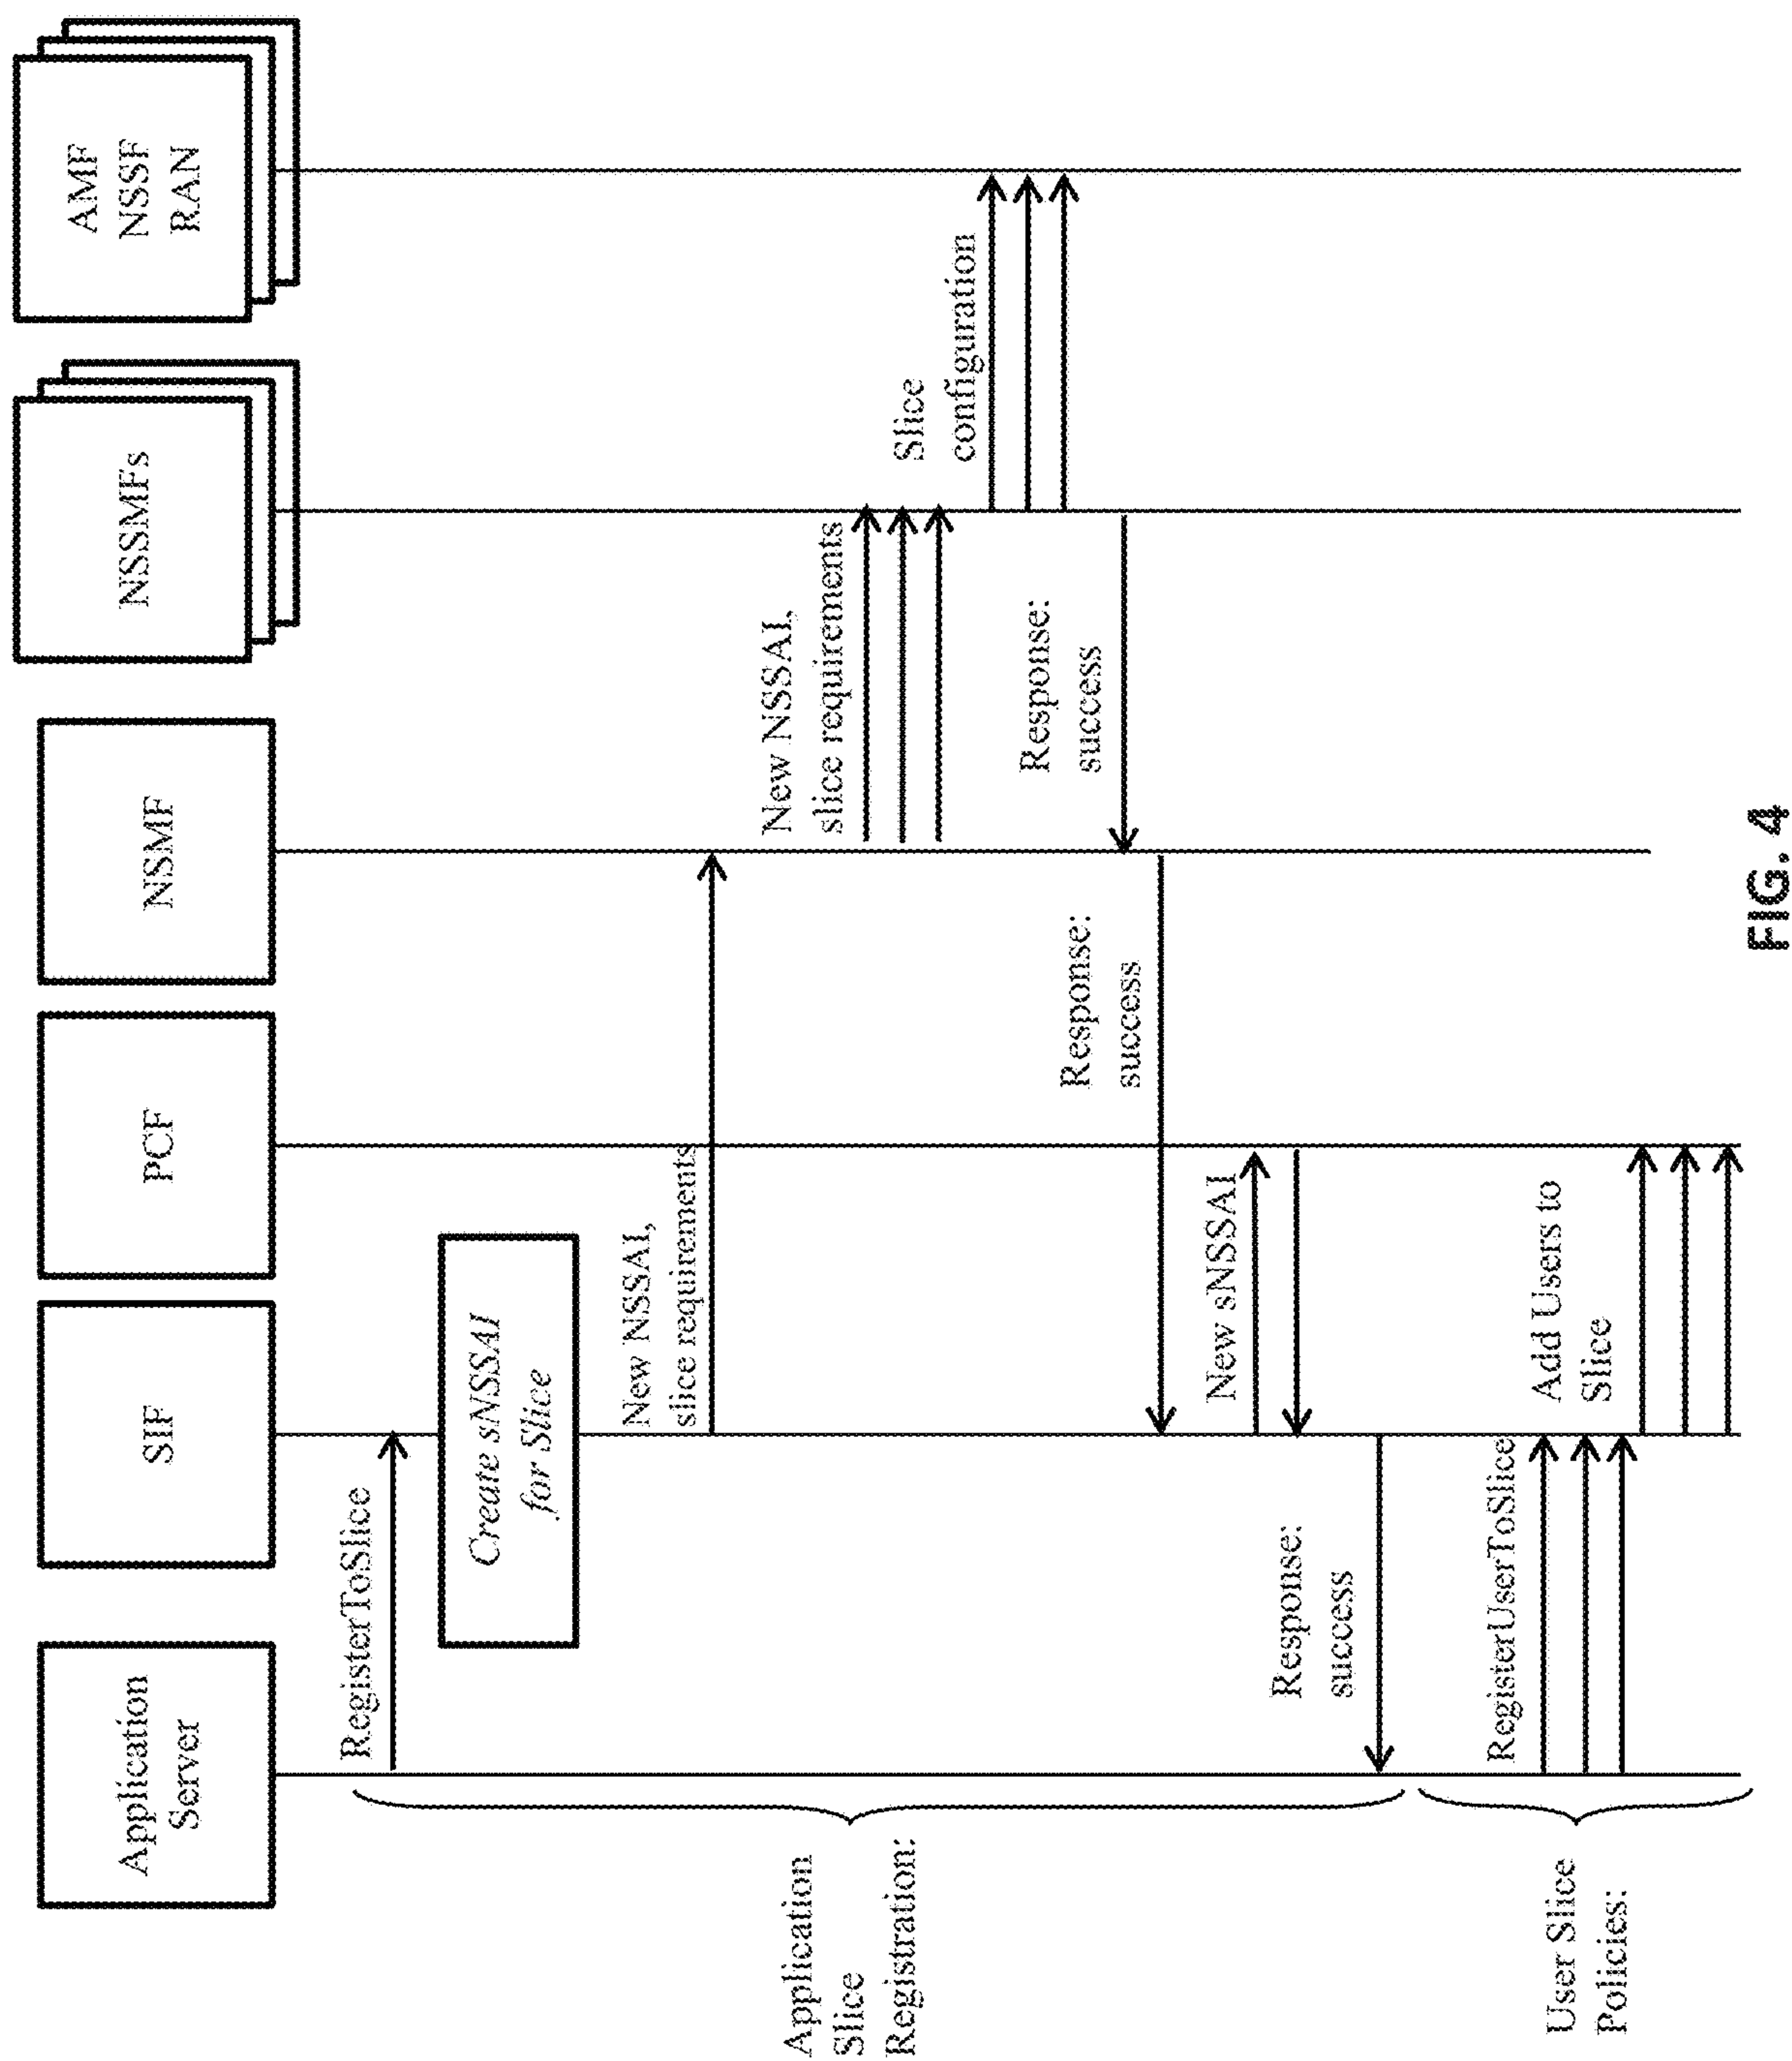 Application
Server
SIF
PCF
NSMF
NSSMFs
AMF
NSSF
RAN
Application
Slice
Registration:
RegisterToSlice
Create sNSSAI
for Slice
New NSSAI,
slice requirements
New NSSAI,
slice requirements
Slice
configuration
Response:
success
Response:
success
New sNSSAI
Response:
success
User Slice
Policies:
RegisterUserToSlice
Add Users to
Slice
FIG. 4